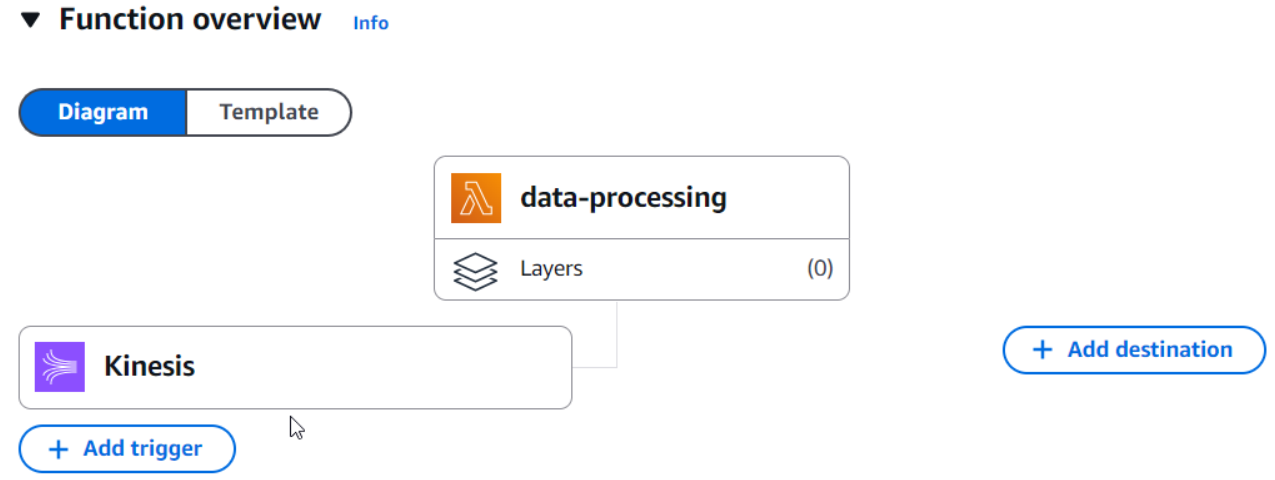 Function overview Info
Diagram Template
data-processing
Layers (0)
Kinesis
+ Add destination
+ Add trigger